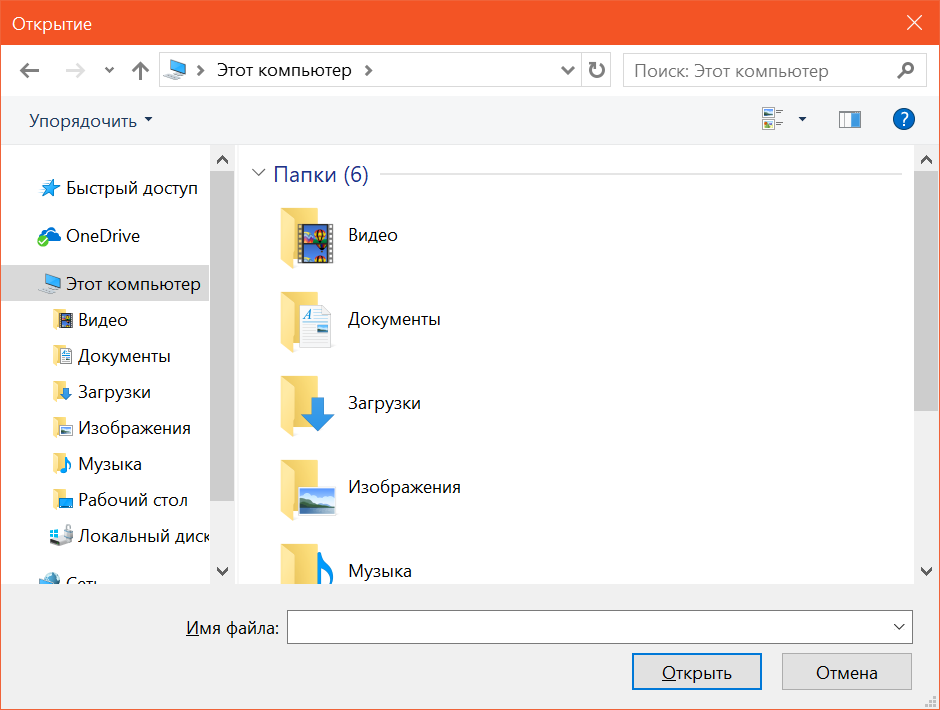 Открытие
Этот компьютер
Поиск: Этот компьютер
Упорядочить
?
Быстрый доступ
OneDrive
Этот компьютер
Видео
Документы
Загрузки
Изображения
Музыка
Рабочий стол
Локальный диск
Сеть
Папки (6)
Видео
Документы
Загрузки
Изображения
Музыка
Имя файла:
Открыть
Отмена